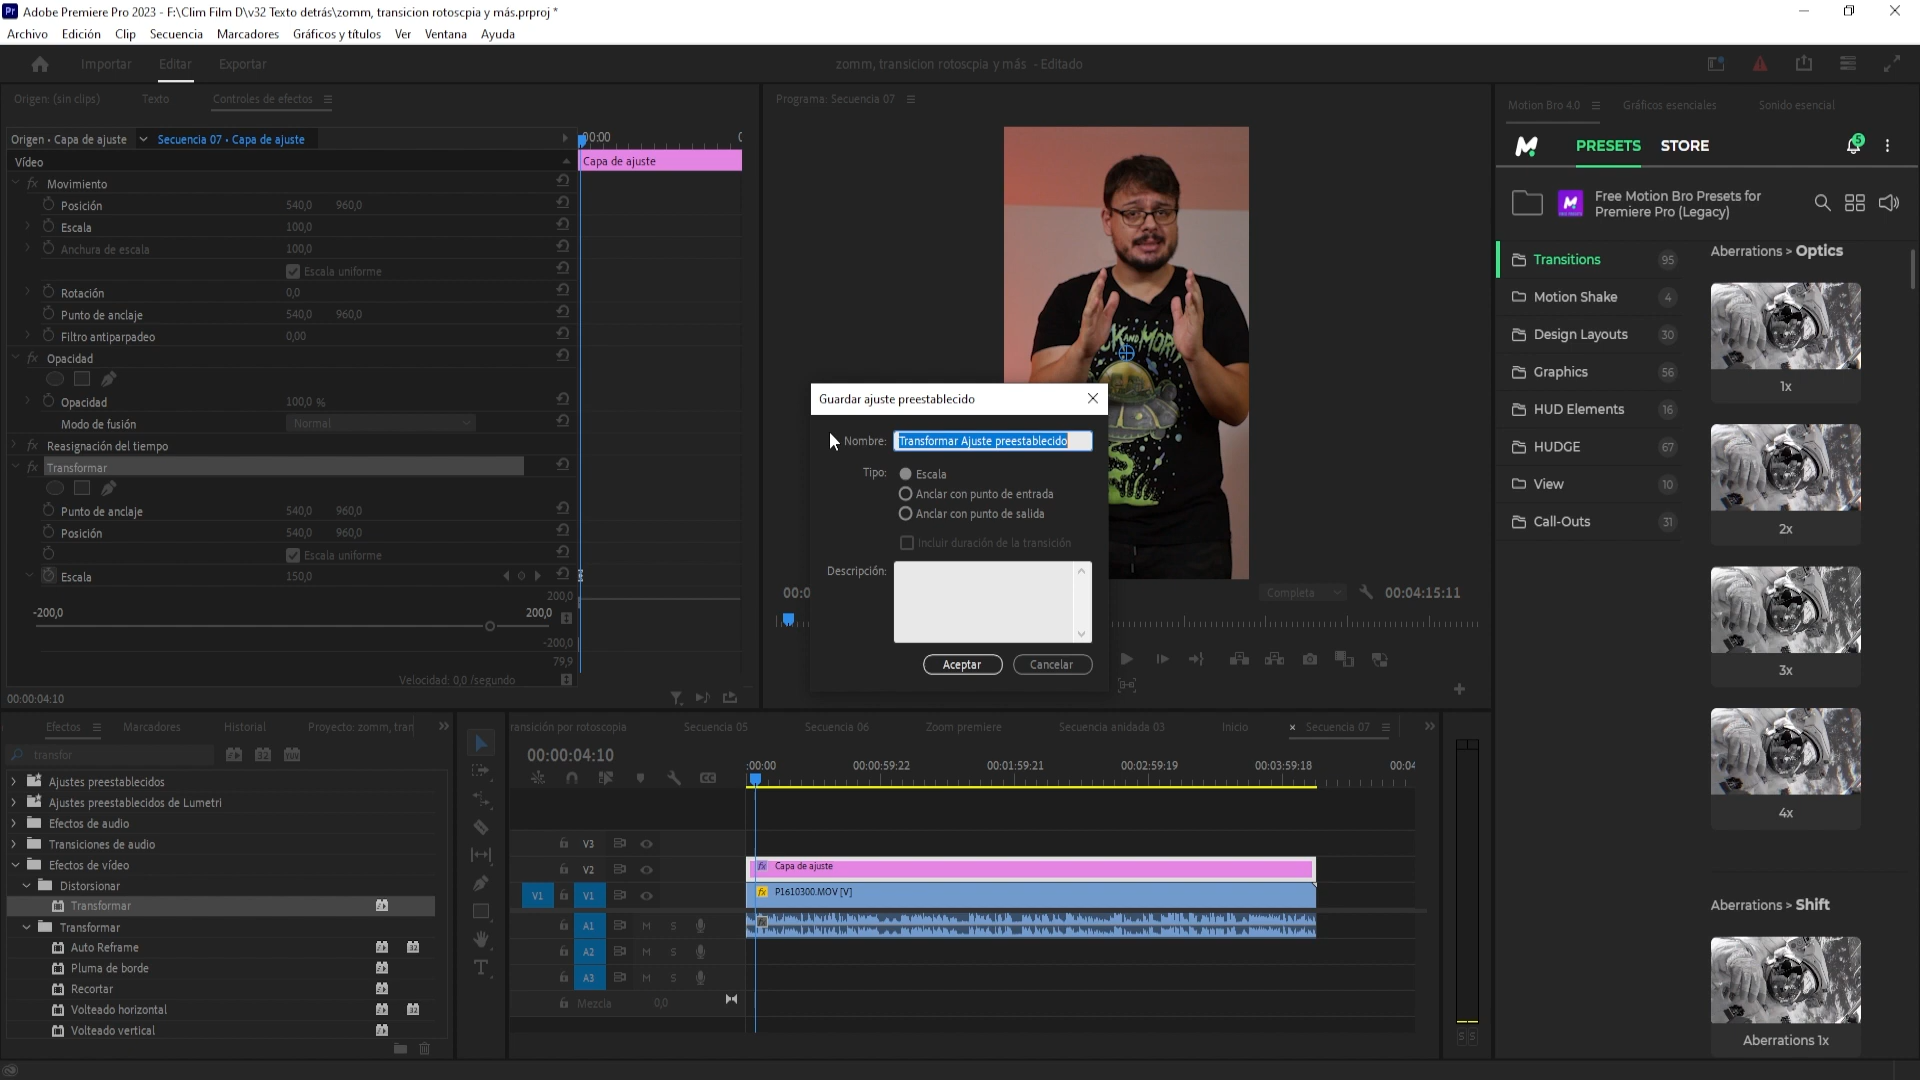 Adobe Premiere Pro 2023 - F:\Clim Film D\v32 Texto detrás\zomm, transicion rotoscpia y más.prproj *
Archivo Edición Clip Secuencia Marcadores Gráficos y títulos Ver Ventana Ayuda
Importar Editar Exportar
zomm, transicion rotoscpia y más - Editado
Origen: (sin clips) Texto Controles de efectos
Origen • Capa de ajuste Secuencia 07 • Capa de ajuste
00:00
Capa de ajuste
Vídeo
fx Movimiento
Posición 540,0 960,0
Escala 100,0
Anchura de escala 100,0
Escala uniforme
Rotación 0,0
Punto de anclaje 540,0 960,0
Filtro antiparpadeo 0,00
fx Opacidad
Opacidad 100,0 %
Modo de fusión Normal
fx Reasignación del tiempo
fx Transformar
Punto de anclaje 540,0 960,0
Posición 540,0 960,0
Escala uniforme
Escala 150,0
200,0
-200,0 200,0
-200,0
79,9
Velocidad: 0,0 /segundo
00:00:04:10
Programa: Secuencia 07
Completa 00:04:15:11
Guardar ajuste preestablecido
Nombre: Transformar Ajuste preestablecido
Tipo: Escala
Anclar con punto de entrada
Anclar con punto de salida
Incluir duración de la transición
Descripción:
Aceptar Cancelar
Motion Bro 4.0 Gráficos esenciales Sonido esencial
PRESETS STORE 5
Free Motion Bro Presets for
Premiere Pro (Legacy)
Transitions 95
Motion Shake 4
Design Layouts 30
Graphics 56
HUD Elements 16
HUDGE 67
View 10
Call-Outs 31
Aberrations > Optics
1x
2x
3x
4x
Aberrations > Shift
Aberrations 1x
Efectos Marcadores Historial Proyecto: zomm, tran
transfor
Ajustes preestablecidos
Ajustes preestablecidos de Lumetri
Efectos de audio
Transiciones de audio
Efectos de vídeo
Distorsionar
Transformar
Transformar
Auto Reframe
Pluma de borde
Recortar
Volteado horizontal
Volteado vertical
ransición por rotoscopia Secuencia 05 Secuencia 06 Zoom premiere Secuencia anidada 03 Inicio × Secuencia 07
00:00:04:10
:00:00 00:00:59:22 00:01:59:21 00:02:59:19 00:03:59:18 00:04
V3
V2 fx Capa de ajuste
V1 V1 fx P1610300.MOV [V]
A1 M S
A2 M S
A3 M S
Mezcla 0,0
S S